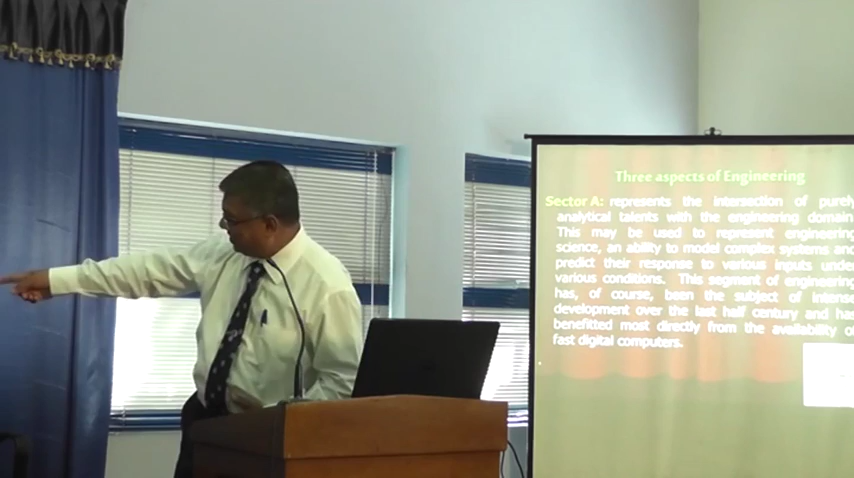 Three aspects of Engineering
Sector A: represents the intersection of purely
analytical talents with the engineering domain.
This may be used to represent engineering
science, an ability to model complex systems and
predict their response to various inputs under
various conditions. This segment of engineering
has, of course, been the subject of intense
development over the last half century and has
benefitted most directly from the availability of
fast digital computers.